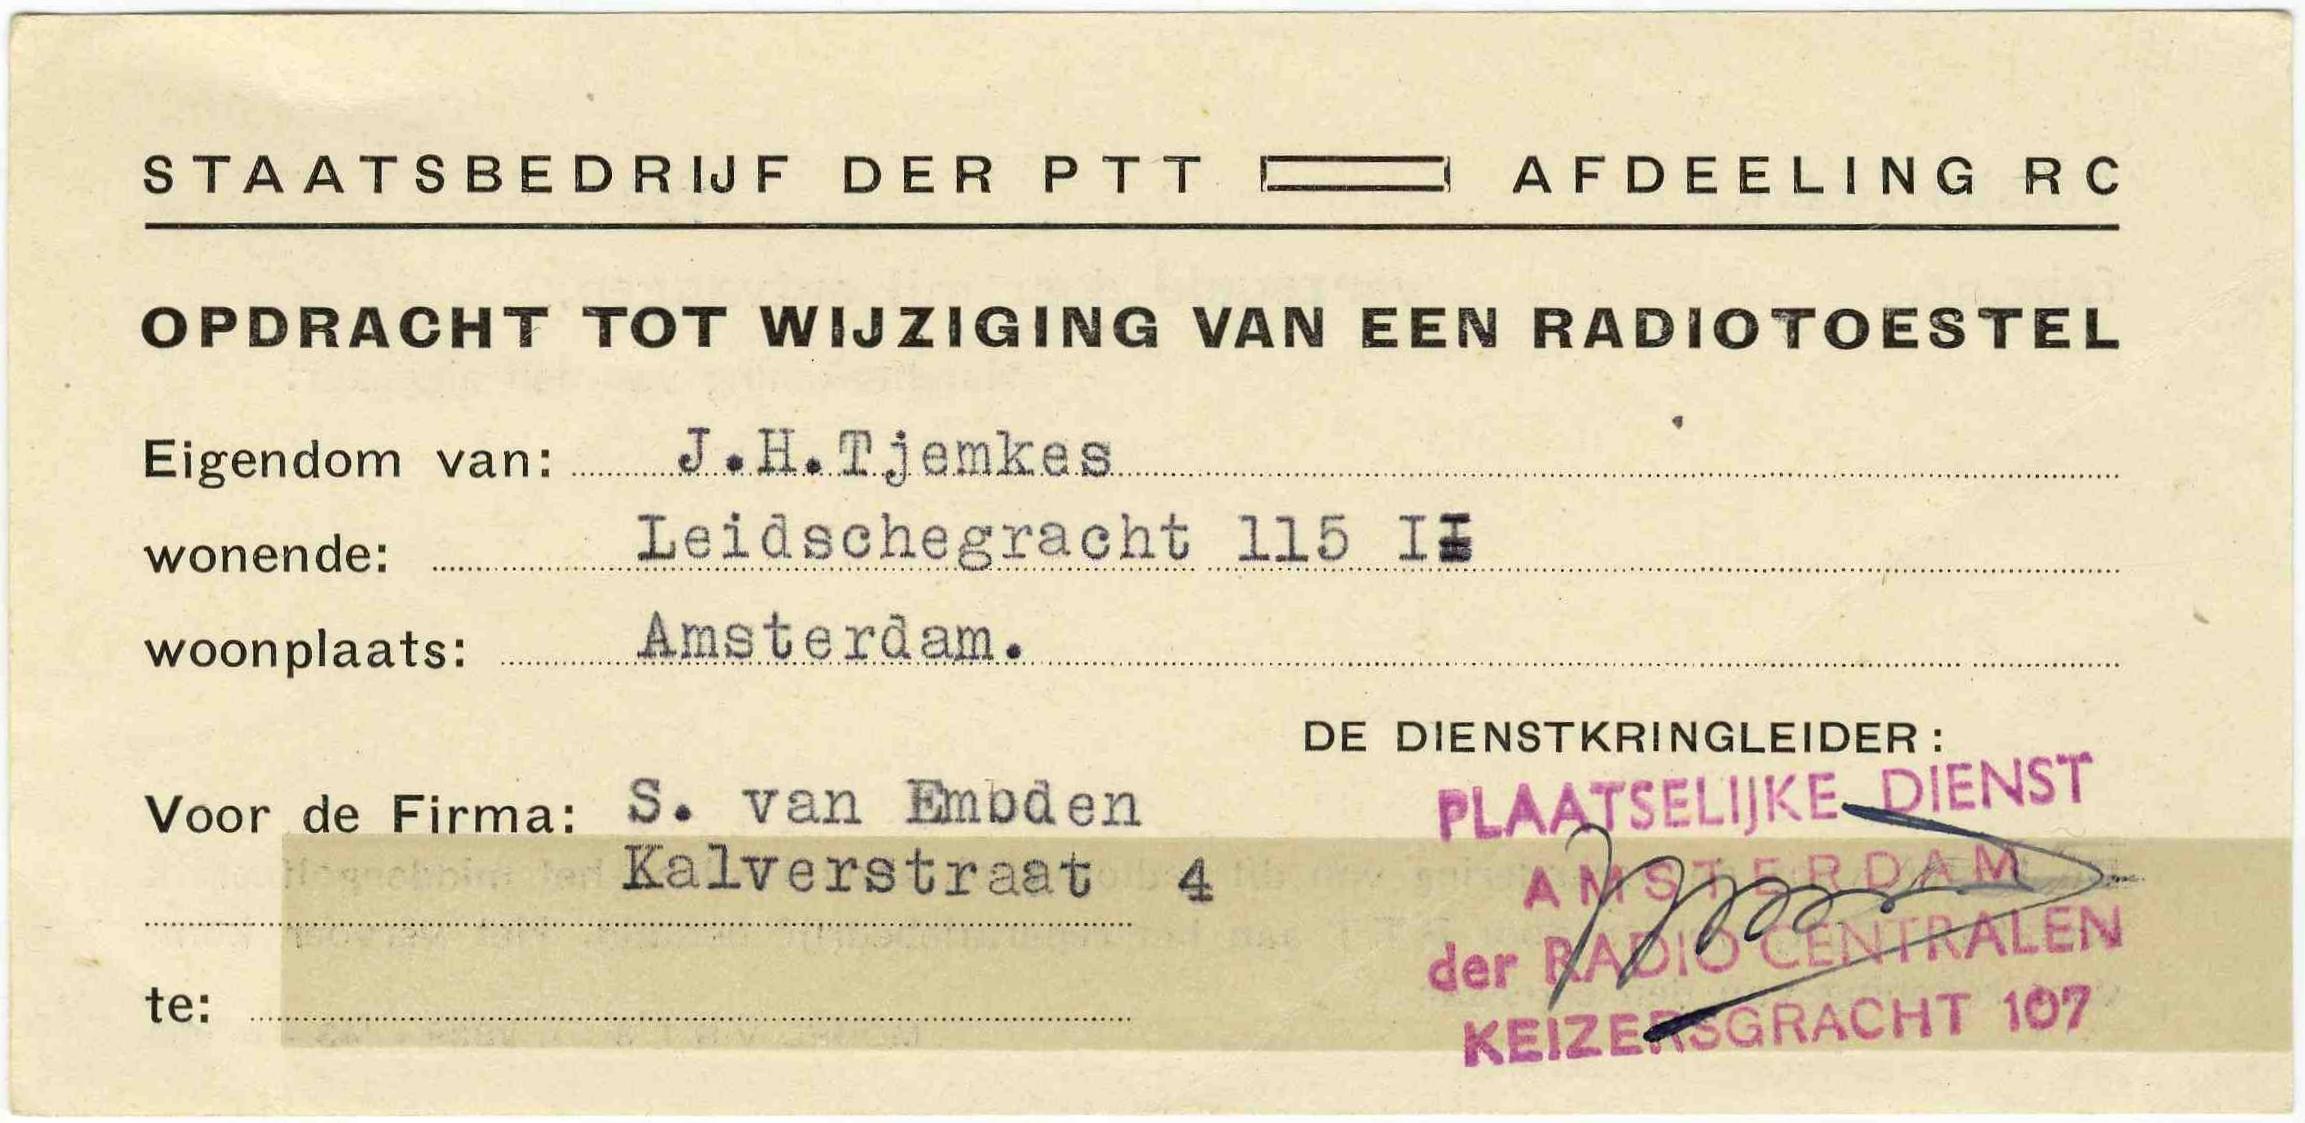 STAATSBEDRIJF DER PTT AFDEELING RC
OPDRACHT TOT WIJZIGING VAN EEN RADIOTOESTEL
Eigendom van: J.H.Tjemkes
wonende: Leidschegracht 115 II
woonplaats: Amsterdam.
DE DIENSTKRINGLEIDER:
Voor de Firma: S. van Embden
Kalverstraat 4
te:
PLAATSELIJKE DIENST
AMSTERDAM
der RADIO CENTRALEN
KEIZERSGRACHT 107